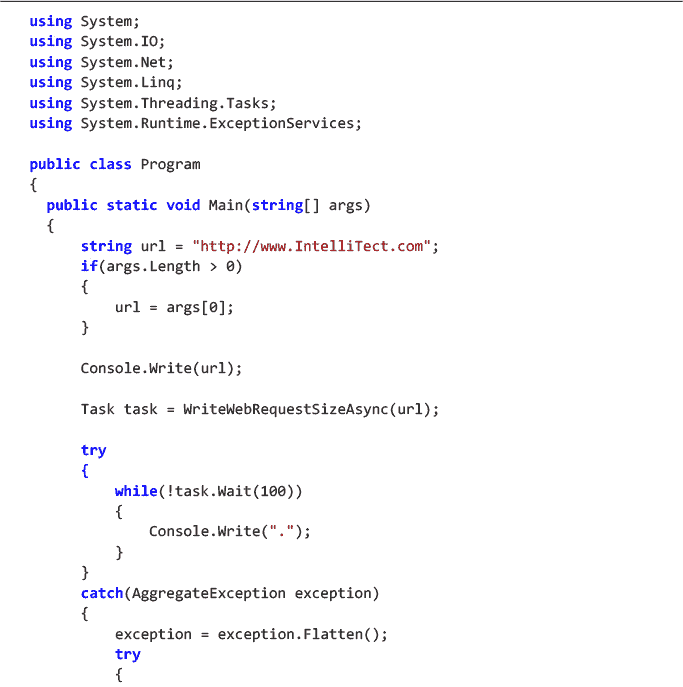 using System;
using System.IO;
using System.Net;
using System.Linq;
using System.Threading.Tasks;
using System.Runtime.ExceptionServices;

public class Program
{
  public static void Main(string[] args)
  {
      string url = "http://www.IntelliTect.com";
      if(args.Length > 0)
      {
          url = args[0];
      }

      Console.Write(url);

      Task task = WriteWebRequestSizeAsync(url);

      try
      {
          while(!task.Wait(100))
          {
              Console.Write(".");
          }
      }
      catch(AggregateException exception)
      {
          exception = exception.Flatten();
          try
          {